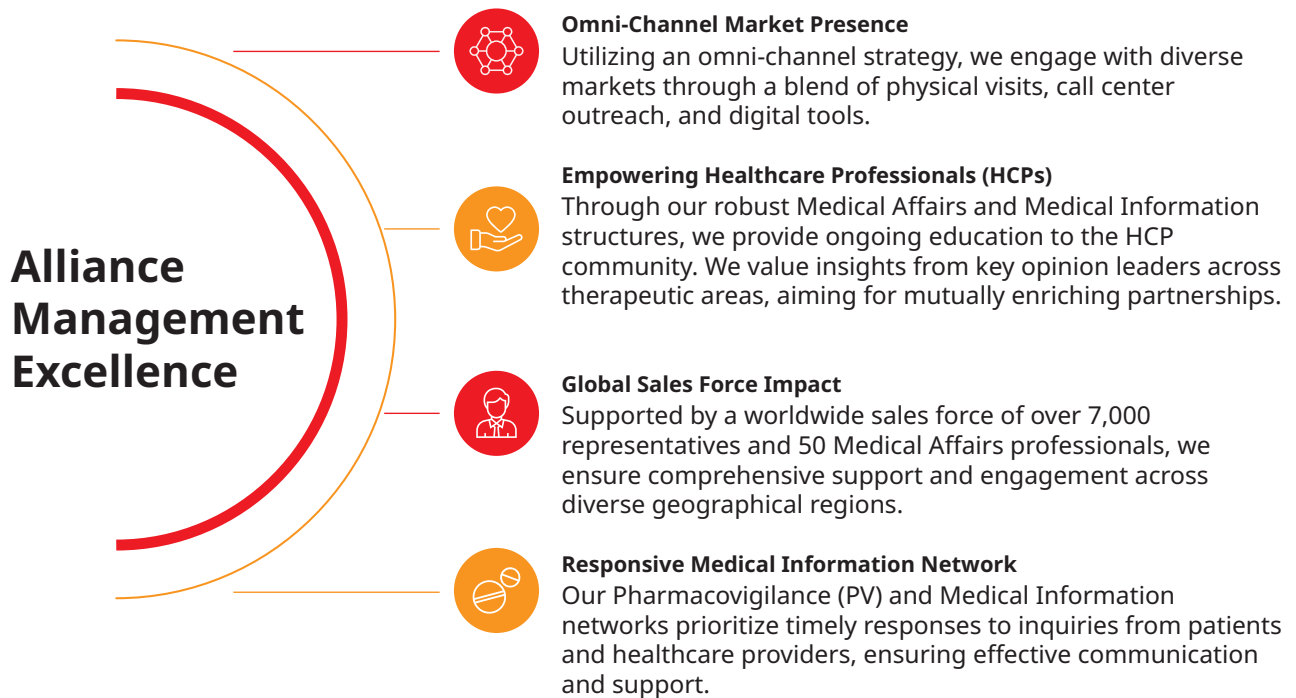 Alliance
Management
Excellence
Omni-Channel Market Presence
Utilizing an omni-channel strategy, we engage with diverse
markets through a blend of physical visits, call center
outreach, and digital tools.
Empowering Healthcare Professionals (HCPs)
Through our robust Medical Affairs and Medical Information
structures, we provide ongoing education to the HCP
community. We value insights from key opinion leaders across
therapeutic areas, aiming for mutually enriching partnerships.
Global Sales Force Impact
Supported by a worldwide sales force of over 7,000
representatives and 50 Medical Affairs professionals, we
ensure comprehensive support and engagement across
diverse geographical regions.
Responsive Medical Information Network
Our Pharmacovigilance (PV) and Medical Information
networks prioritize timely responses to inquiries from patients
and healthcare providers, ensuring effective communication
and support.